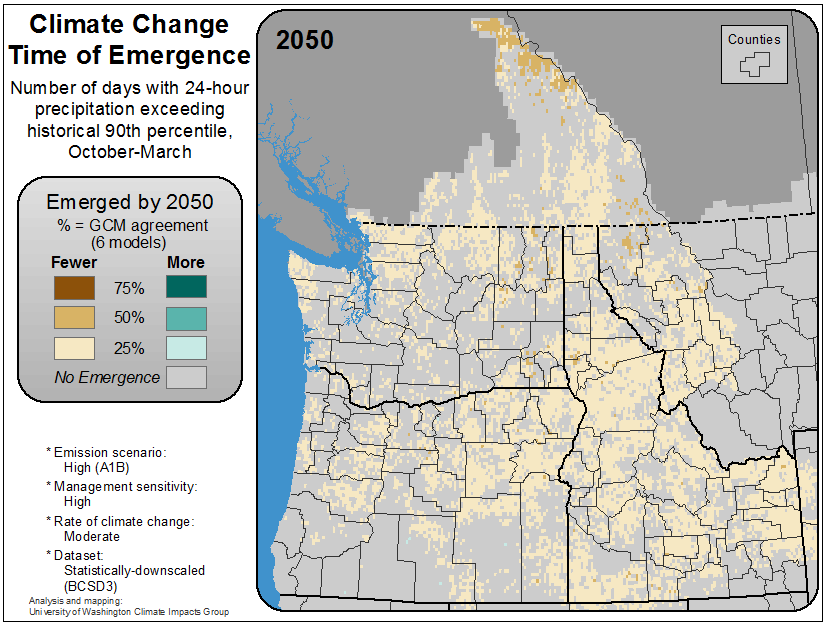 Climate Change
Time of Emergence
Number of days with 24-hour
precipitation exceeding
historical 90th percentile,
October-March
Emerged by 2050
% = GCM agreement
(6 models)
Fewer More
75%
50%
25%
No Emergence
* Emission scenario:
High (A1B)
* Management sensitivity:
High
* Rate of climate change:
Moderate
* Dataset:
Statistically-downscaled
(BCSD3)
Analysis and mapping:
University of Washington Climate Impacts Group
2050
Counties